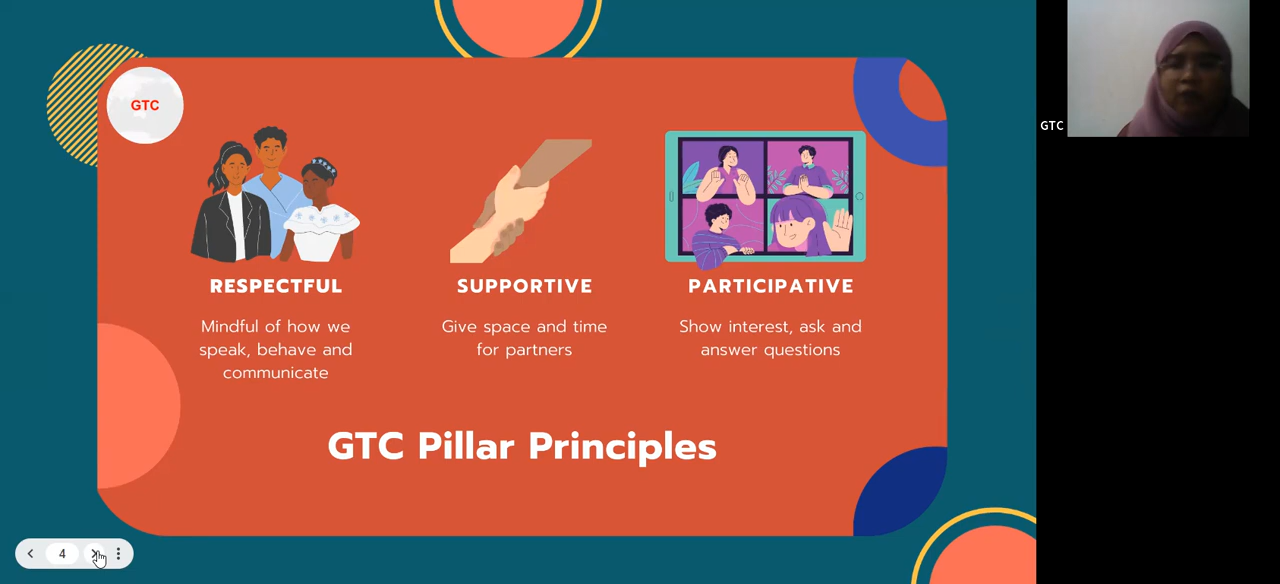 GTC
RESPECTFUL
Mindful of how we
speak, behave and
communicate
SUPPORTIVE
Give space and time
for partners
PARTICIPATIVE
Show interest, ask and
answer questions
GTC Pillar Principles
4
GTC